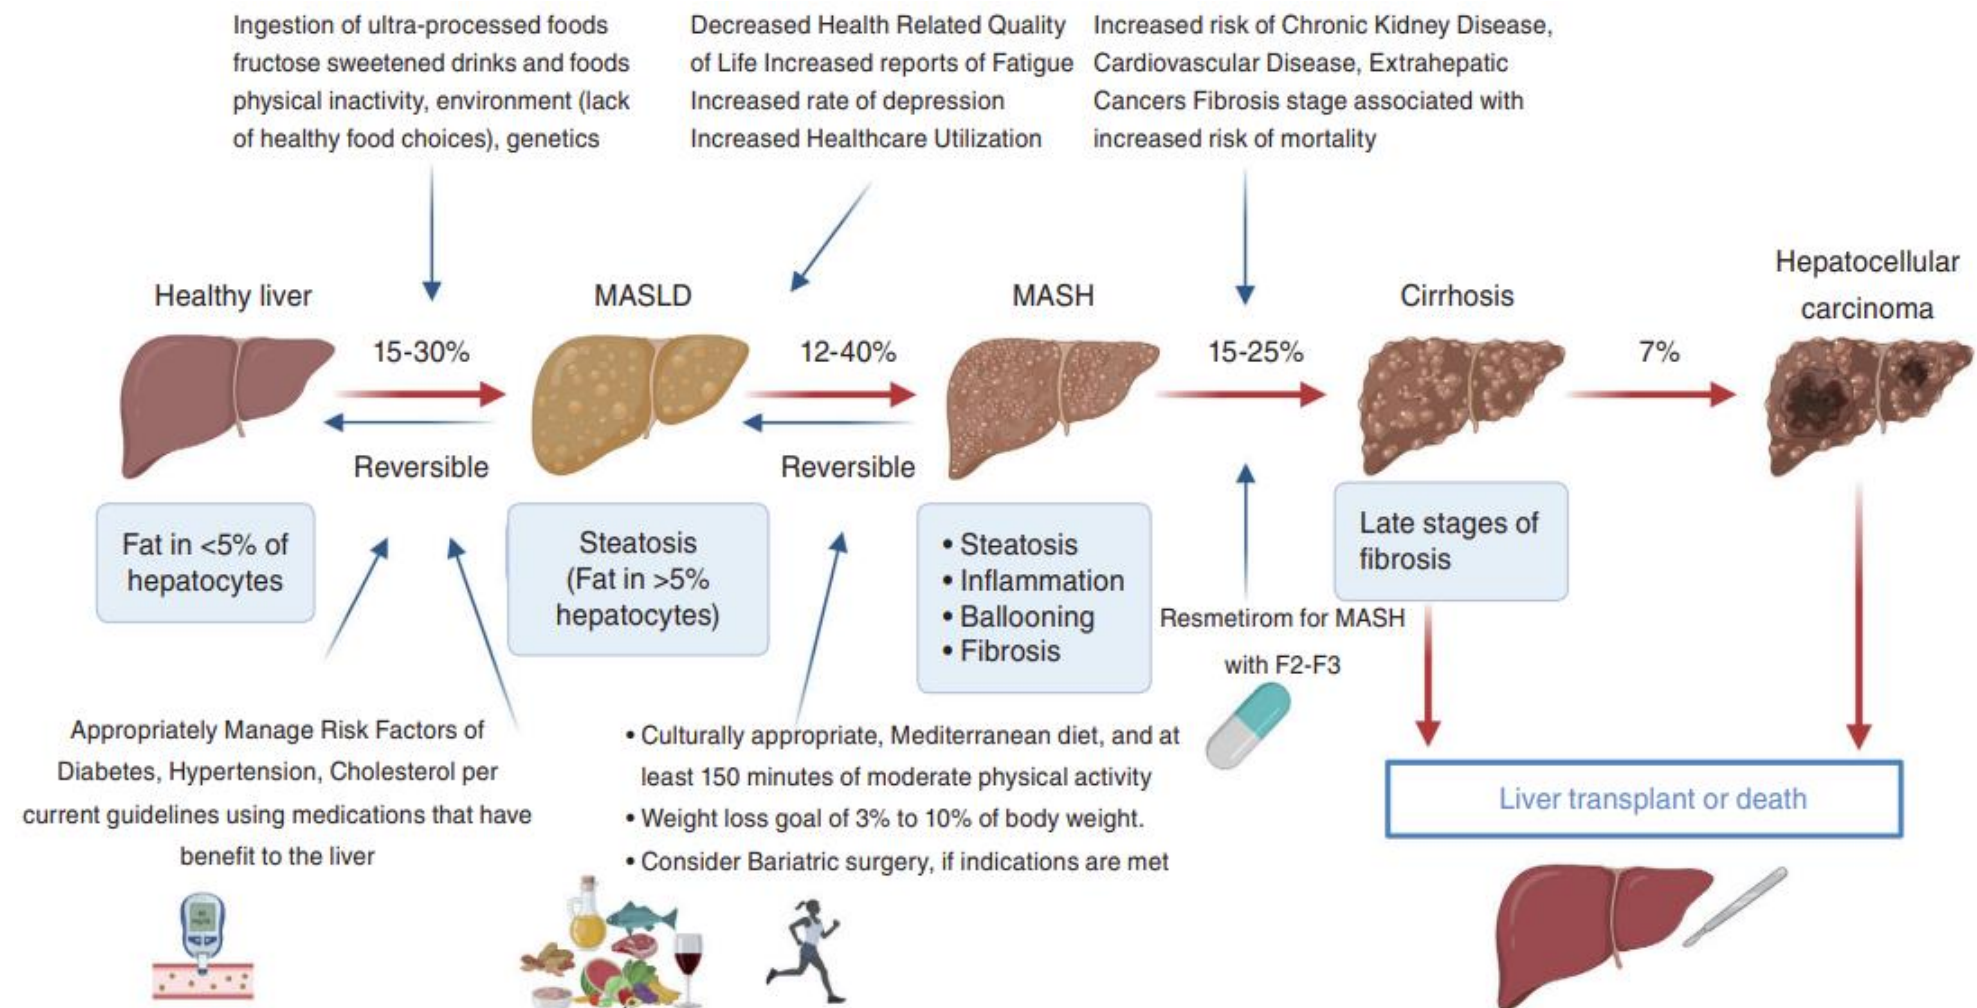 Ingestion of ultra-processed foods
fructose sweetened drinks and foods
physical inactivity, environment (lack
of healthy food choices), genetics
Decreased Health Related Quality
of Life Increased reports of Fatigue
Increased rate of depression
Increased Healthcare Utilization
Increased risk of Chronic Kidney Disease,
Cardiovascular Disease, Extrahepatic
Cancers Fibrosis stage associated with
increased risk of mortality
Healthy liver
MASLD
MASH
Cirrhosis
Hepatocellular
carcinoma
15-30%
12-40%
15-25%
7%
Reversible
Reversible
Fat in <5% of
hepatocytes
Steatosis
(Fat in >5%
hepatocytes)
• Steatosis
• Inflammation
• Ballooning
• Fibrosis
Late stages of
fibrosis
Resmetirom for MASH
with F2-F3
Appropriately Manage Risk Factors of
Diabetes, Hypertension, Cholesterol per
current guidelines using medications that have
benefit to the liver
• Culturally appropriate, Mediterranean diet, and at
least 150 minutes of moderate physical activity
• Weight loss goal of 3% to 10% of body weight.
• Consider Bariatric surgery, if indications are met
Liver transplant or death